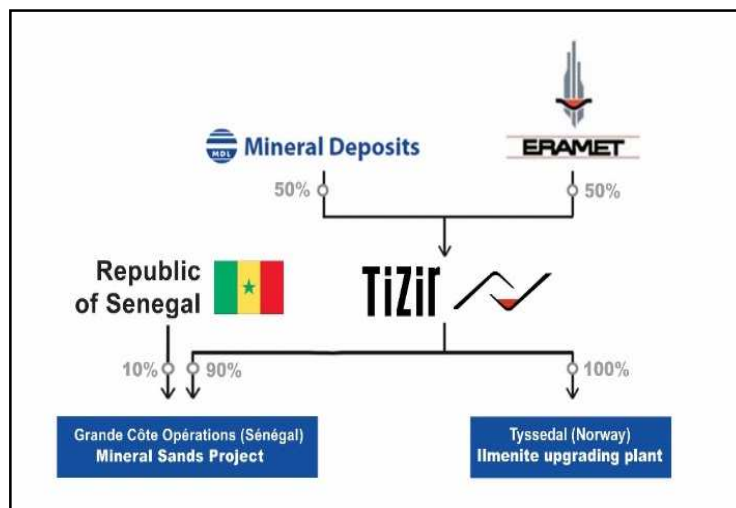 MDL Mineral Deposits
ERAMET
50%
50%
Republic
of Senegal
TiZir
10%
90%
100%
Grande Côte Opérations (Sénégal)
Mineral Sands Project
Tyssedal (Norway)
Ilmenite upgrading plant